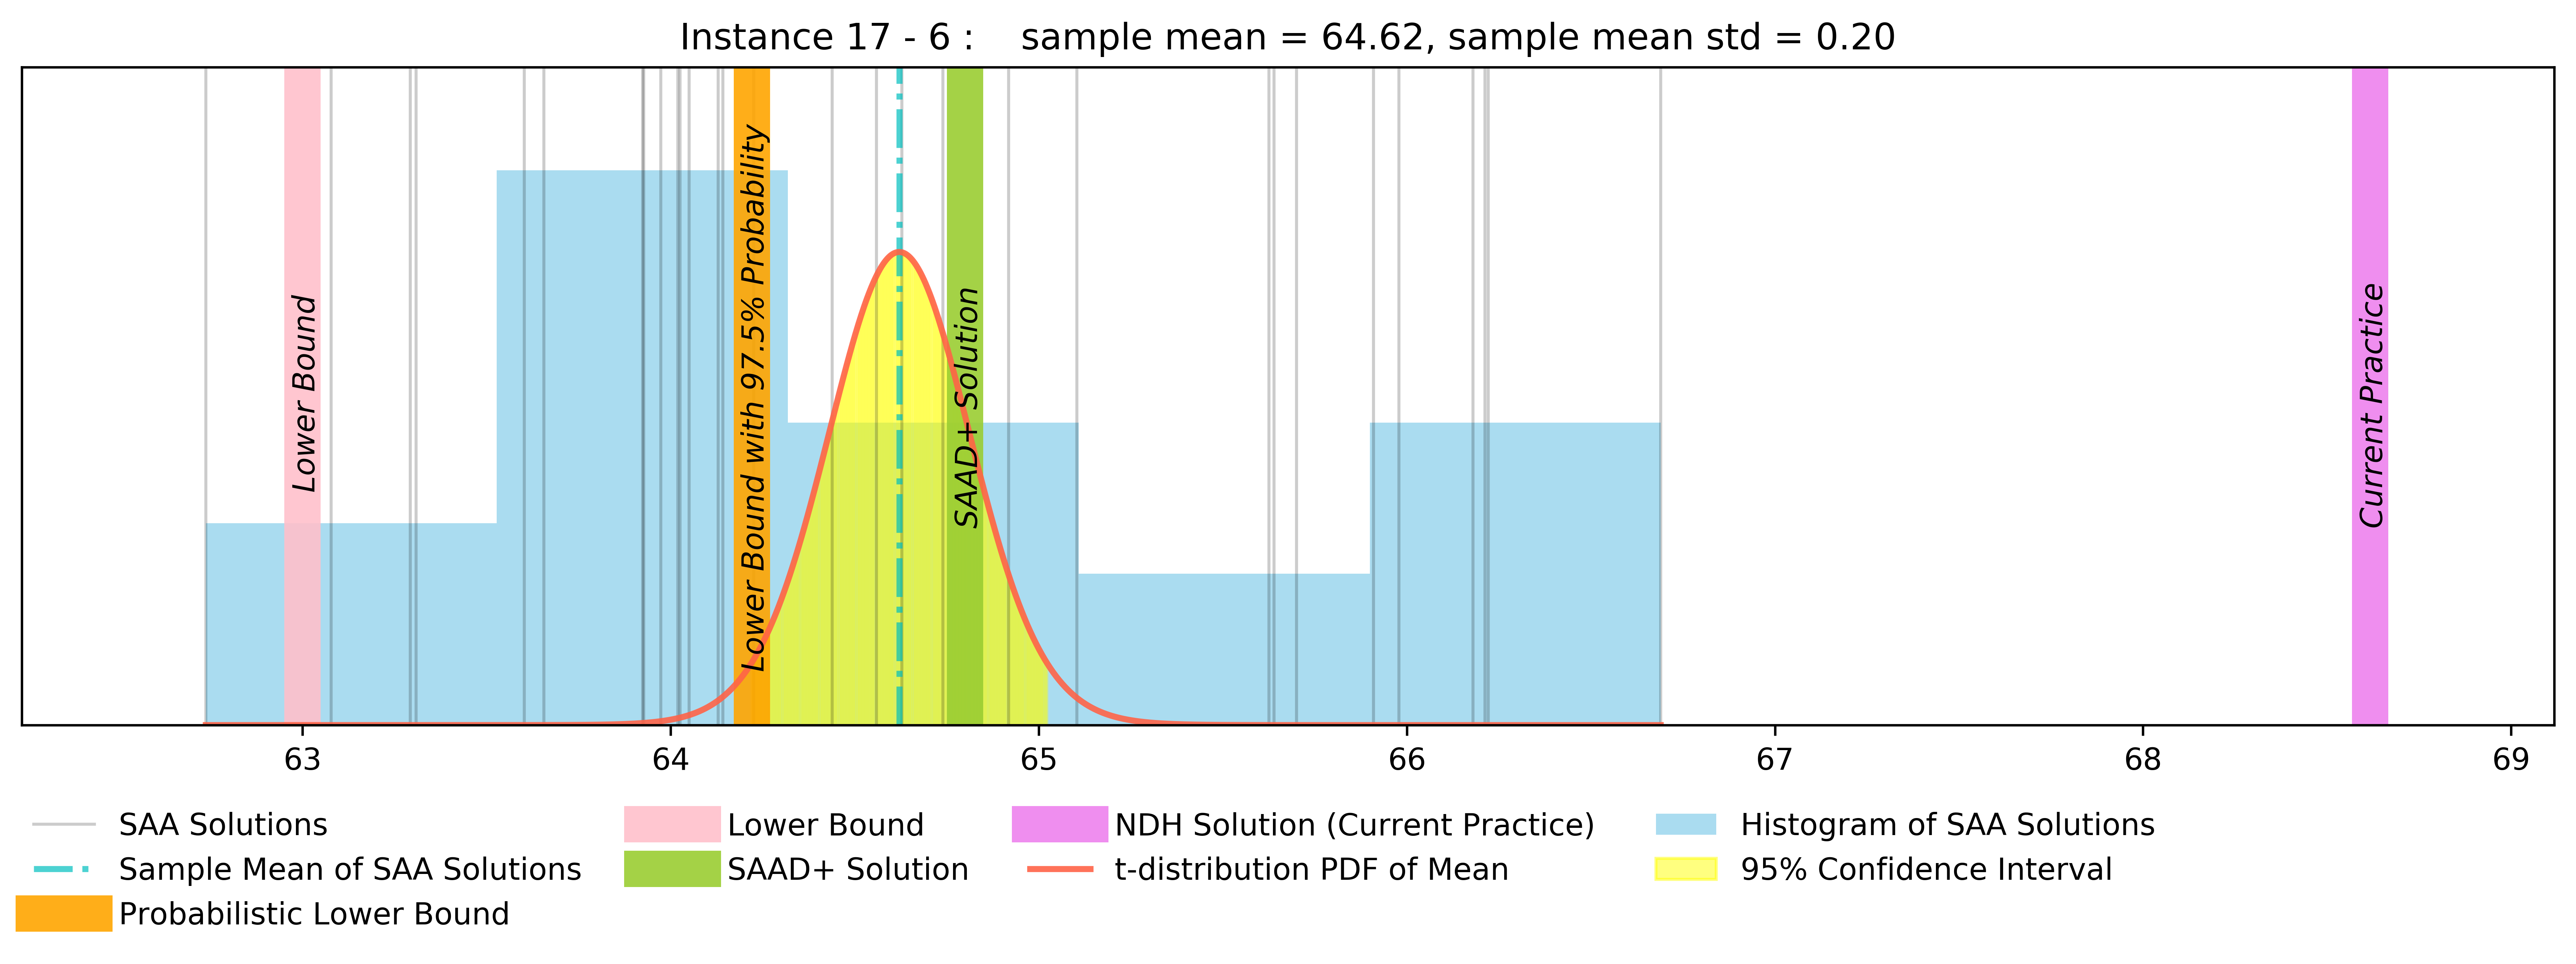 Instance 17 - 6 :    sample mean = 64.62, sample mean std = 0.20
Lower Bound
Lower Bound with 97.5% Probability
SAAD+ Solution
Current Practice
63 64 65 66 67 68 69
SAA Solutions
Sample Mean of SAA Solutions
Probabilistic Lower Bound
Lower Bound
SAAD+ Solution
NDH Solution (Current Practice)
t-distribution PDF of Mean
Histogram of SAA Solutions
95% Confidence Interval